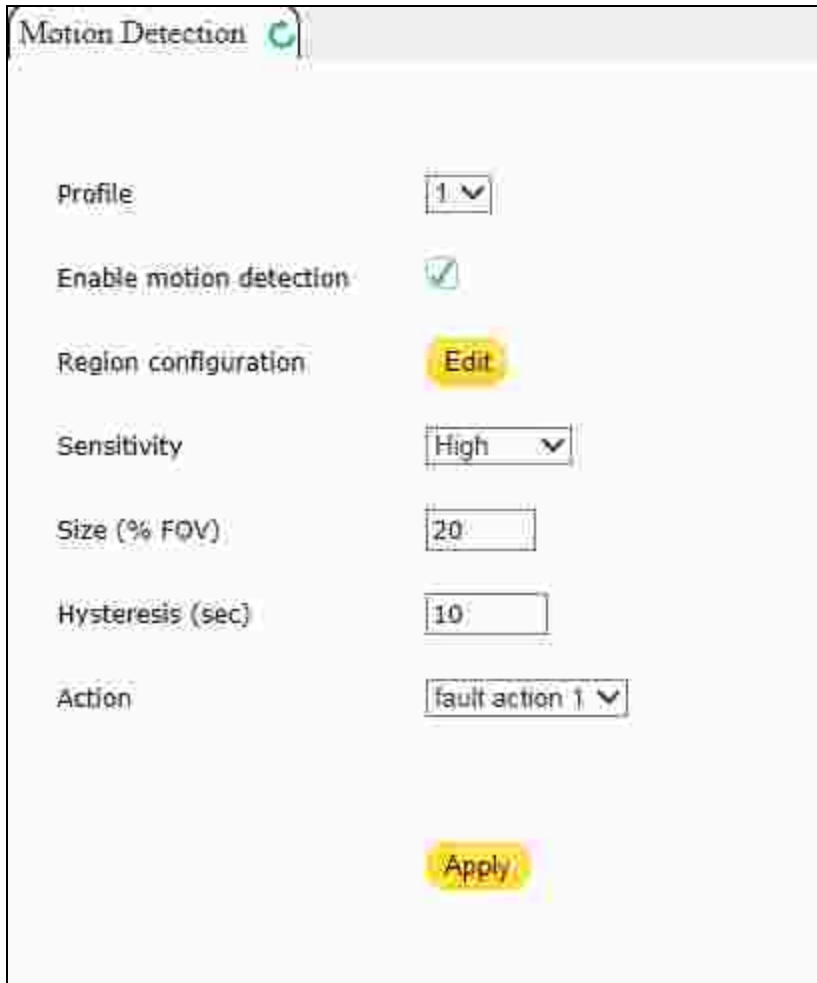 Motion Detection
Profile 1
Enable motion detection
Region configuration Edit
Sensitivity High
Size (% FOV) 20
Hysteresis (sec) 10
Action fault action 1
Apply